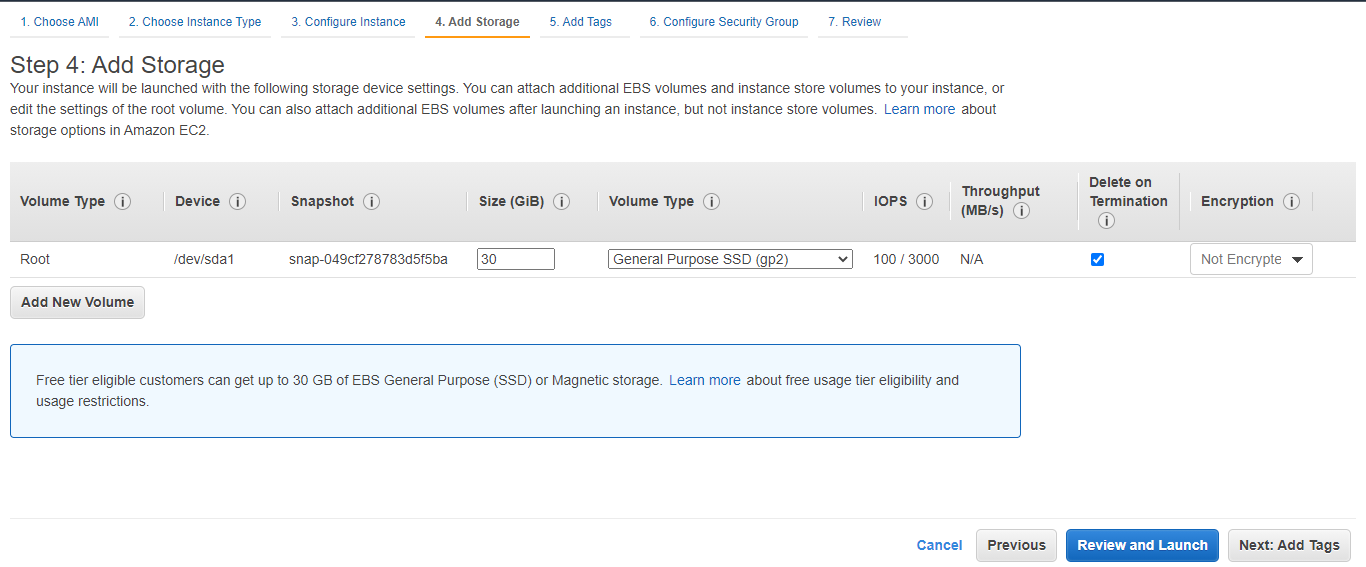 1. Choose AMI 2. Choose Instance Type 3. Configure Instance 4. Add Storage 5. Add Tags 6. Configure Security Group 7. Review
Step 4: Add Storage
Your instance will be launched with the following storage device settings. You can attach additional EBS volumes and instance store volumes to your instance, or
edit the settings of the root volume. You can also attach additional EBS volumes after launching an instance, but not instance store volumes. Learn more about
storage options in Amazon EC2.
Volume Type i Device i Snapshot i Size (GiB) i Volume Type i IOPS i Throughput (MB/s) i Delete on Termination i Encryption i
Root /dev/sda1 snap-049cf278783d5f5ba 30 General Purpose SSD (gp2) 100 / 3000 N/A Not Encrypte
Add New Volume
Free tier eligible customers can get up to 30 GB of EBS General Purpose (SSD) or Magnetic storage. Learn more about free usage tier eligibility and
usage restrictions.
Cancel Previous Review and Launch Next: Add Tags